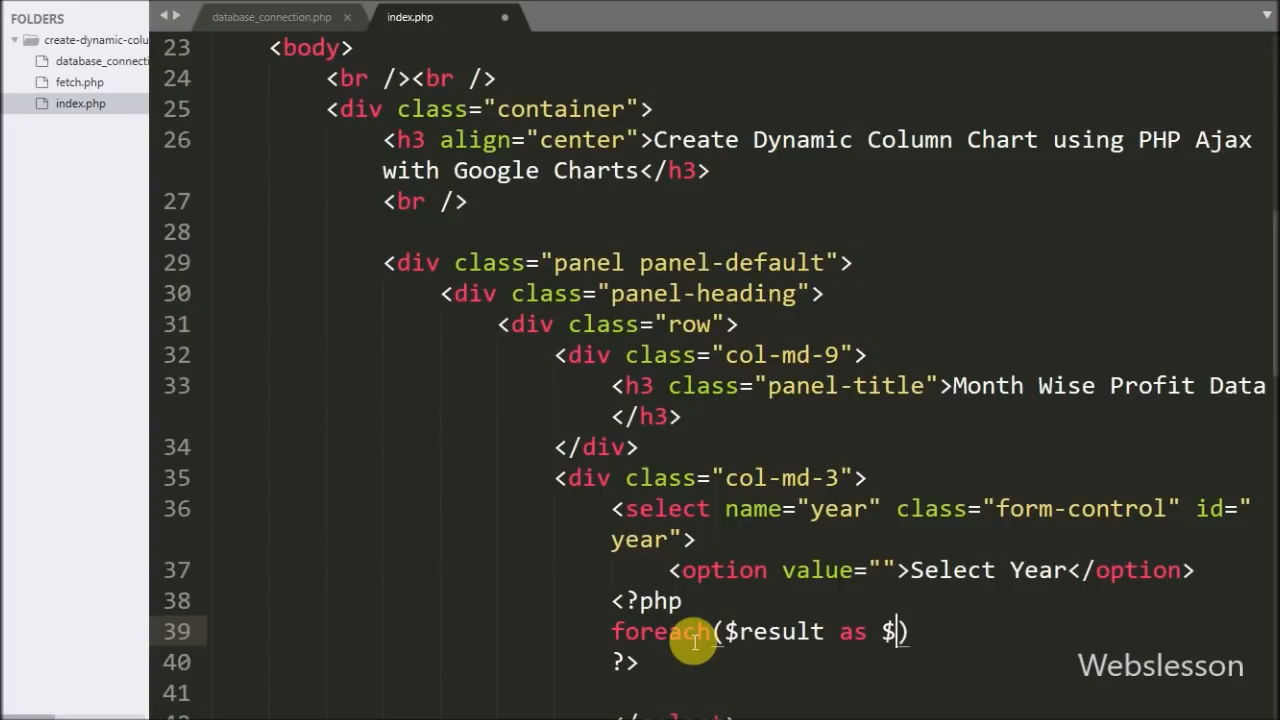 FOLDERS
create-dynamic-colu
database_connecti
fetch.php
index.php
database_connection.php ×
index.php
23 <body>
24 <br /><br />
25 <div class="container">
26 <h3 align="center">Create Dynamic Column Chart using PHP Ajax
with Google Charts</h3>
27 <br />
28
29 <div class="panel panel-default">
30 <div class="panel-heading">
31 <div class="row">
32 <div class="col-md-9">
33 <h3 class="panel-title">Month Wise Profit Data
</h3>
34 </div>
35 <div class="col-md-3">
36 <select name="year" class="form-control" id="
year">
37 <option value="">Select Year</option>
38 <?php
39 foreach($result as $)
40 ?>
41
Webslesson